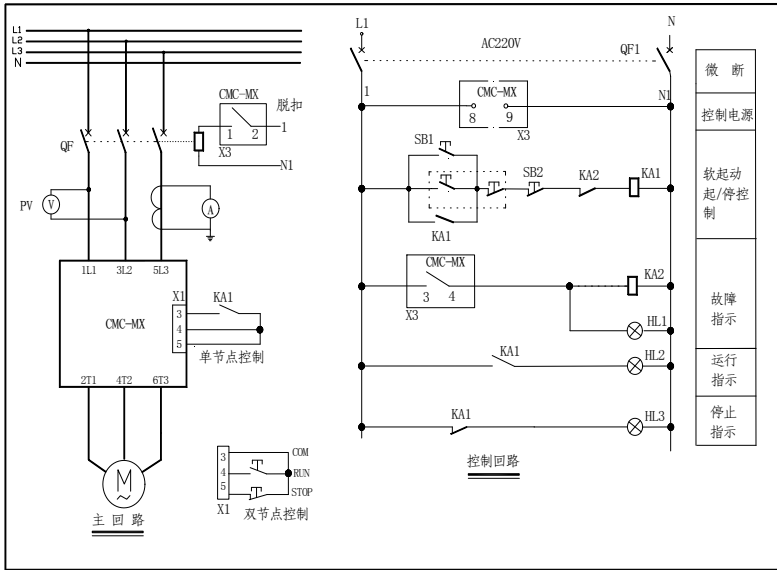 L1
L2
L3
N
CMC-MX
脱扣
1 2
1
X3
N1
QF
PV
V
A
1L1 3L2 5L3
CMC-MX
X1
3
4
5
KA1
单节点控制
2T1 4T2 6T3
M
~
主回路
3
4
5
X1
COM
RUN
STOP
双节点控制
L1
N
AC220V
QF1
1
N1
CMC-MX
8 9
X3
SB1
SB2
KA2
KA1
KA1
CMC-MX
3 4
X3
KA2
HL1
KA1
HL2
KA1
HL3
控制回路
微 断
控制电源
软起动
起/停控
制
故障
指示
运行
指示
停止
指示